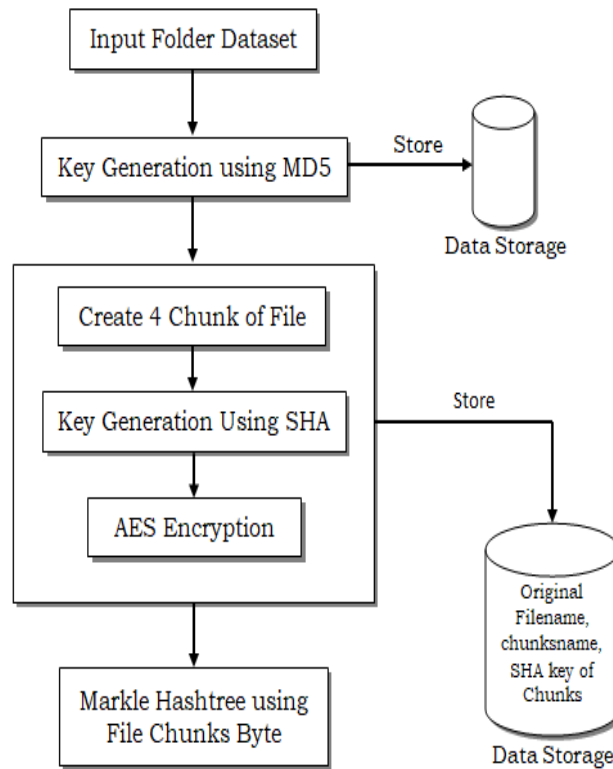 Input Folder Dataset
Key Generation using MD5
Store
Data Storage
Create 4 Chunk of File
Key Generation Using SHA
Store
AES Encryption
Original
Filename,
chunksname,
SHA key of
Chunks
Markle Hashtree using
File Chunks Byte
Data Storage